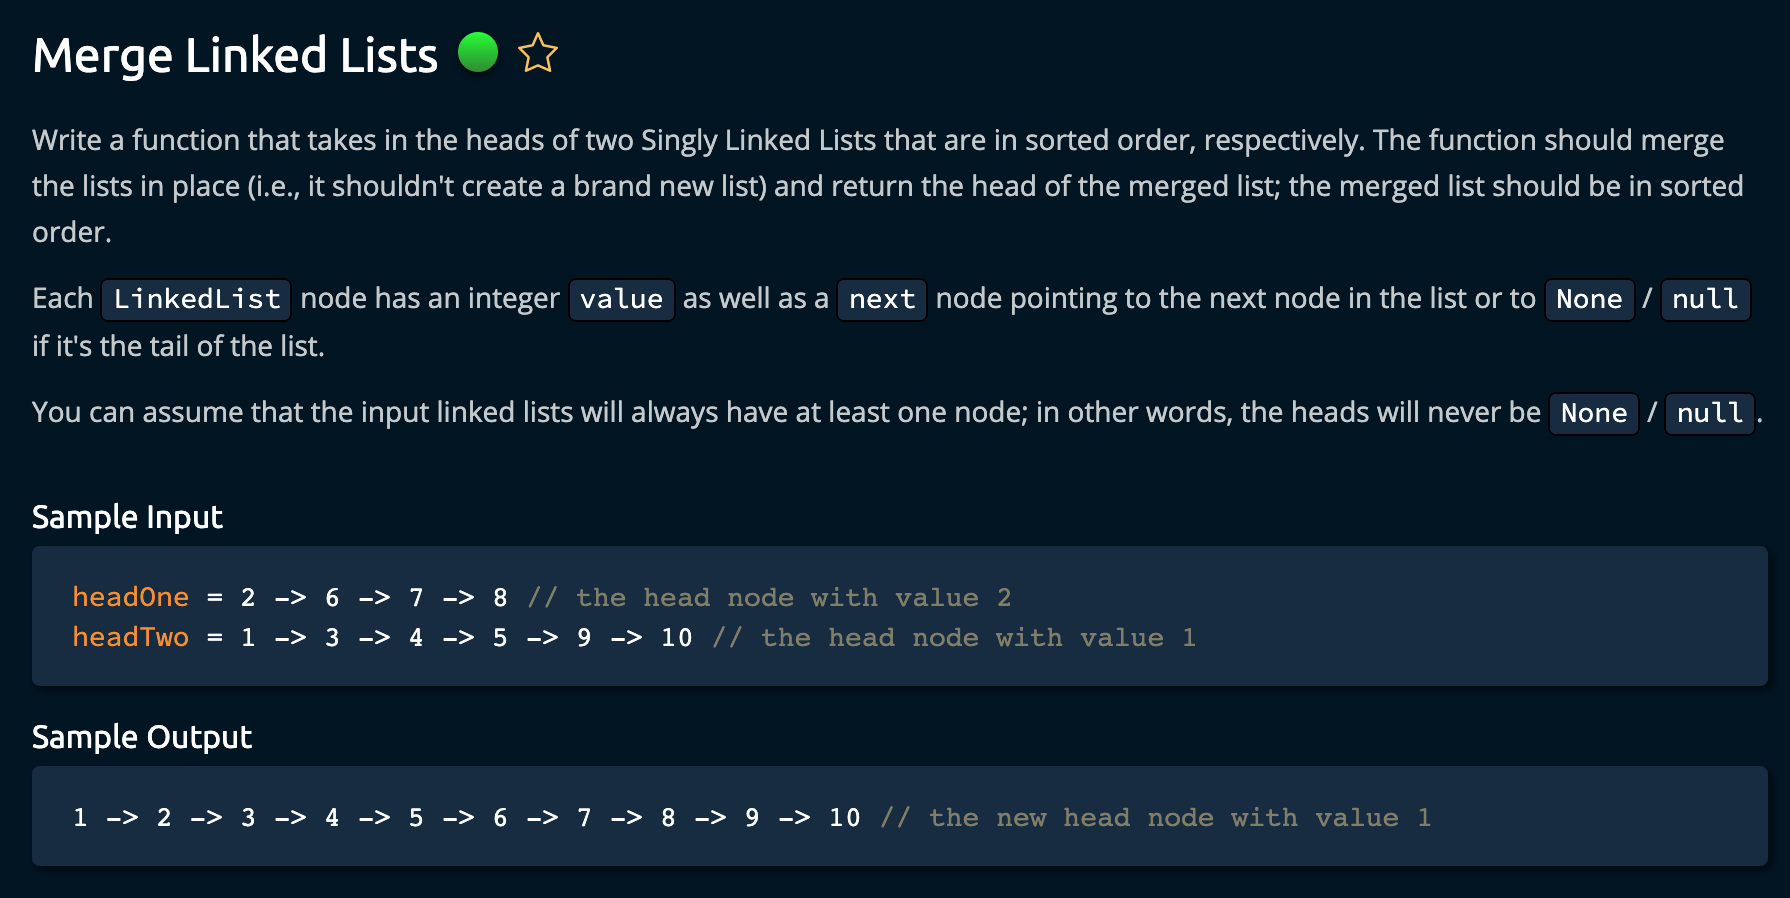 Merge Linked Lists
Write a function that takes in the heads of two Singly Linked Lists that are in sorted order, respectively. The function should merge
the lists in place (i.e., it shouldn't create a brand new list) and return the head of the merged list; the merged list should be in sorted
order.
Each LinkedList node has an integer value as well as a next node pointing to the next node in the list or to None / null
if it's the tail of the list.
You can assume that the input linked lists will always have at least one node; in other words, the heads will never be None / null.
Sample Input
headOne = 2 -> 6 -> 7 -> 8 // the head node with value 2
headTwo = 1 -> 3 -> 4 -> 5 -> 9 -> 10 // the head node with value 1
Sample Output
1 -> 2 -> 3 -> 4 -> 5 -> 6 -> 7 -> 8 -> 9 -> 10 // the new head node with value 1